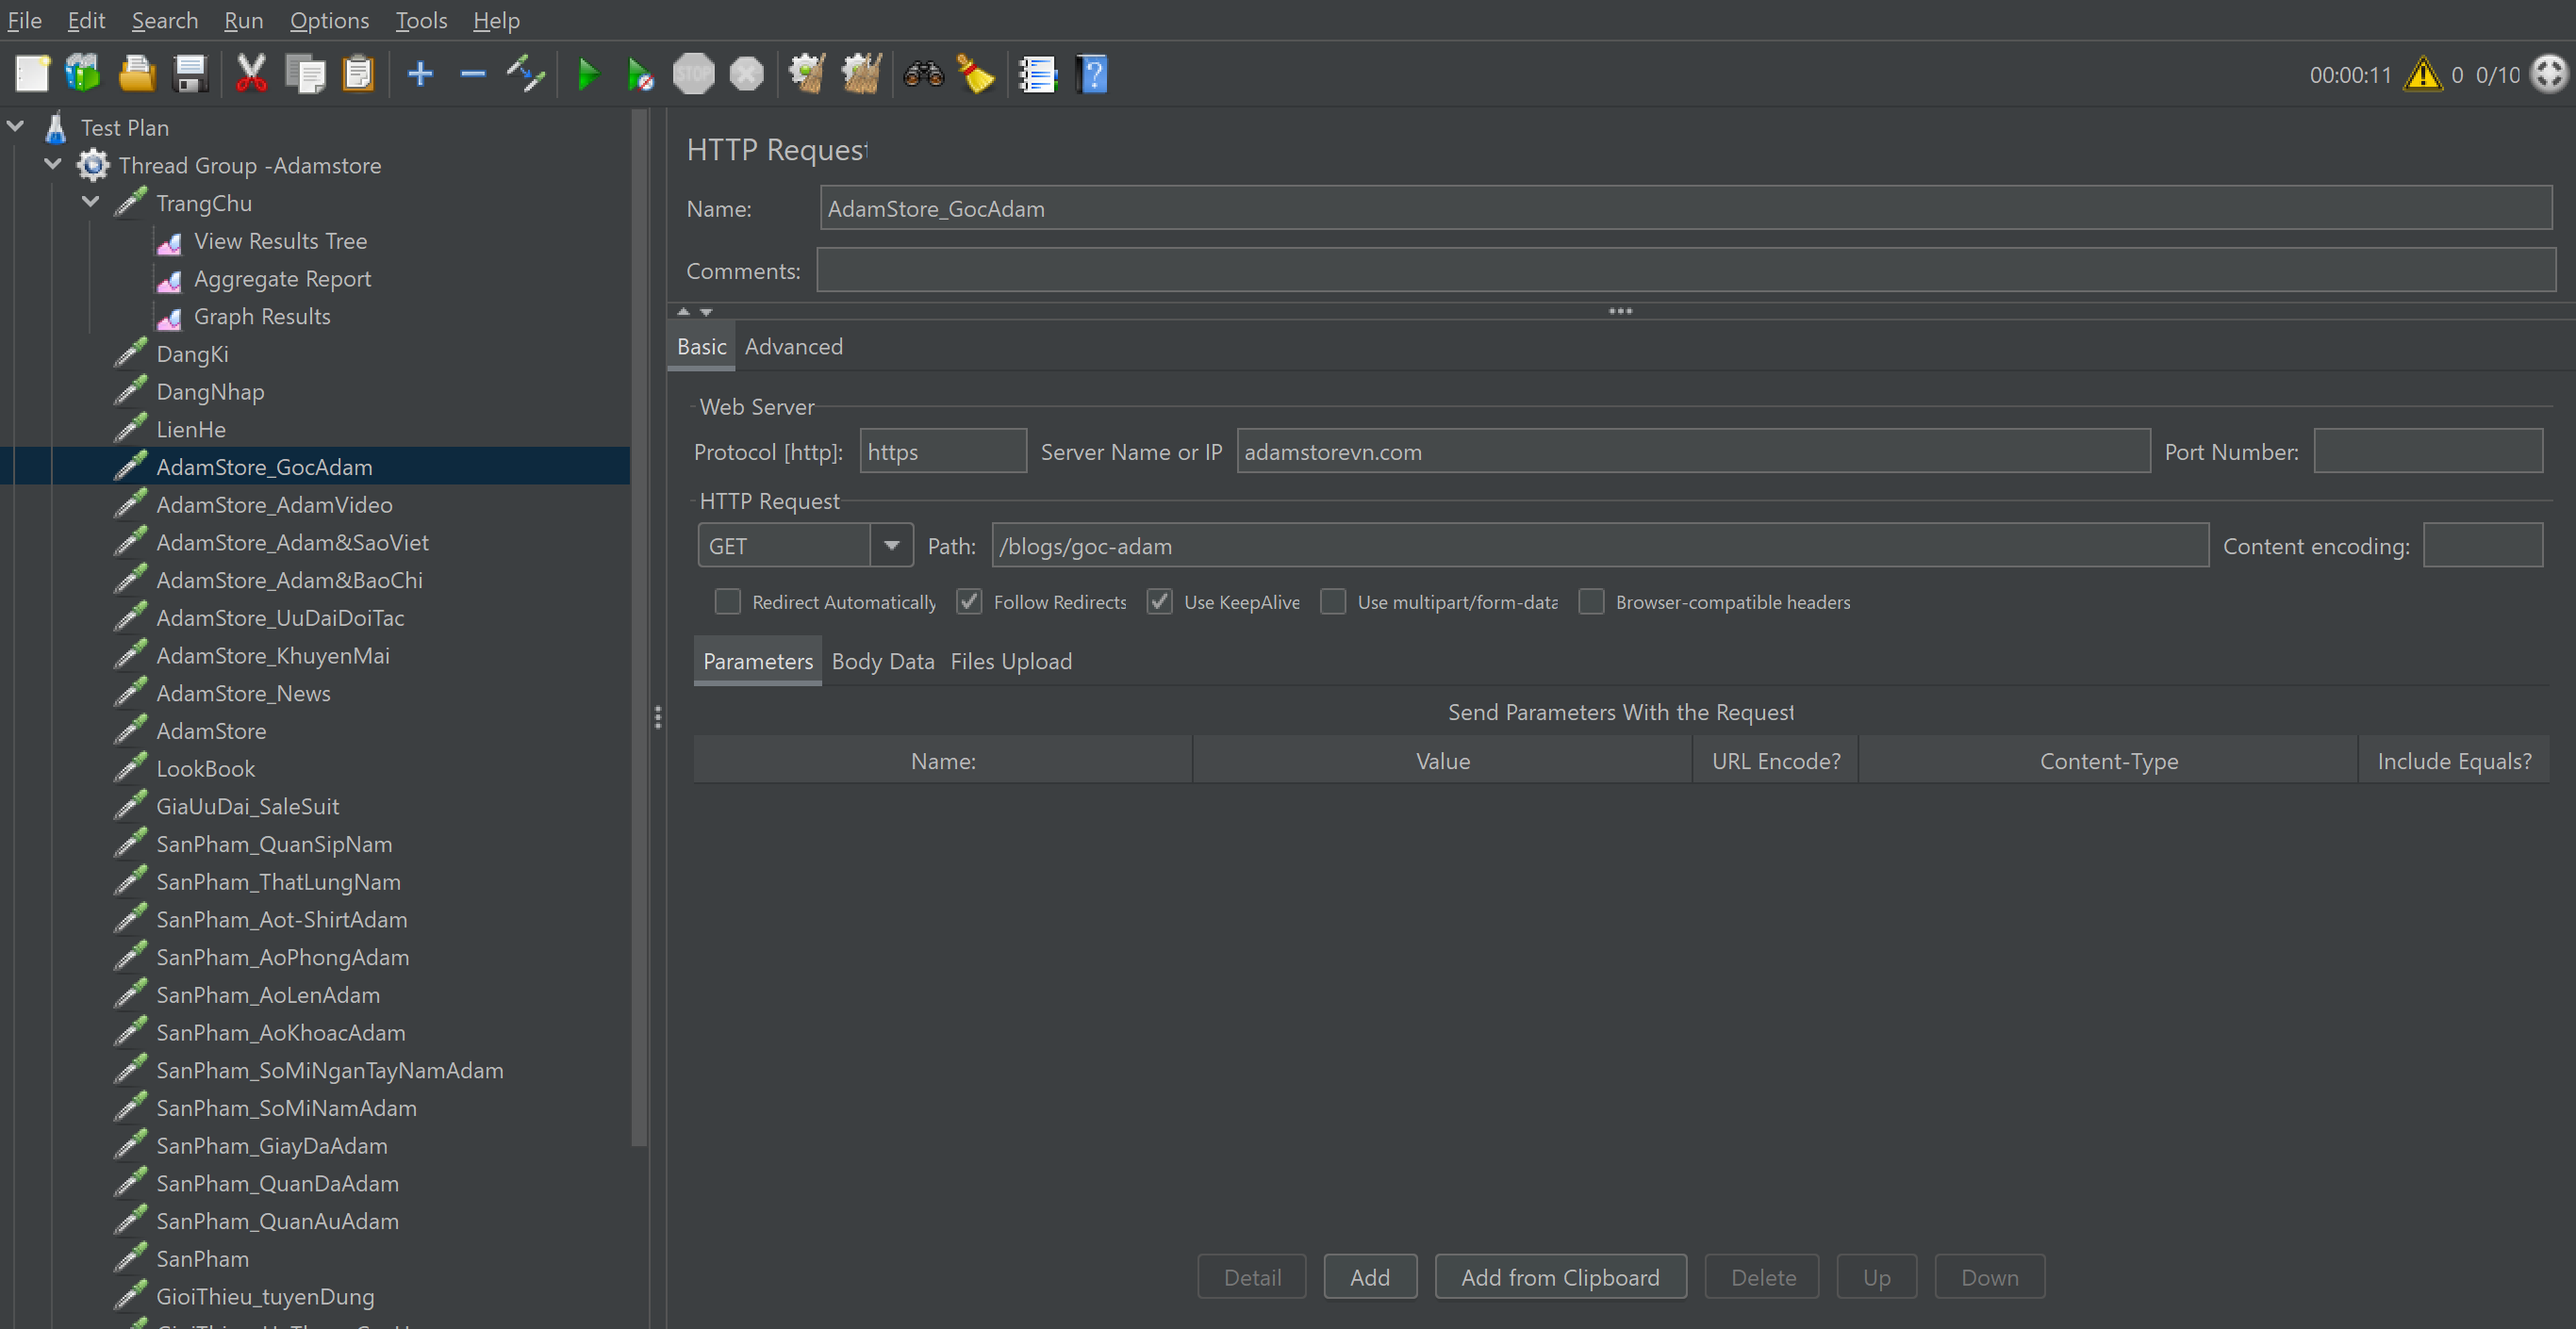 File Edit Search Run Options Tools Help
STOP
00:00:11 0 0/10
Test Plan
Thread Group -Adamstore
TrangChu
View Results Tree
Aggregate Report
Graph Results
DangKi
DangNhap
LienHe
AdamStore_GocAdam
AdamStore_AdamVideo
AdamStore_Adam&SaoViet
AdamStore_Adam&BaoChi
AdamStore_UuDaiDoiTac
AdamStore_KhuyenMai
AdamStore_News
AdamStore
LookBook
GiaUuDai_SaleSuit
SanPham_QuanSipNam
SanPham_ThatLungNam
SanPham_Aot-ShirtAdam
SanPham_AoPhongAdam
SanPham_AoLenAdam
SanPham_AoKhoacAdam
SanPham_SoMiNganTayNamAdam
SanPham_SoMiNamAdam
SanPham_GiayDaAdam
SanPham_QuanDaAdam
SanPham_QuanAuAdam
SanPham
GioiThieu_tuyenDung
HTTP Request
Name: AdamStore_GocAdam
Comments:
Basic Advanced
Web Server
Protocol [http]: https Server Name or IP adamstorevn.com Port Number:
HTTP Request
GET Path: /blogs/goc-adam Content encoding:
Redirect Automatically Follow Redirects Use KeepAlive Use multipart/form-data Browser-compatible headers
Parameters Body Data Files Upload
Send Parameters With the Request
Name: Value URL Encode? Content-Type Include Equals?
Detail Add Add from Clipboard Delete Up Down